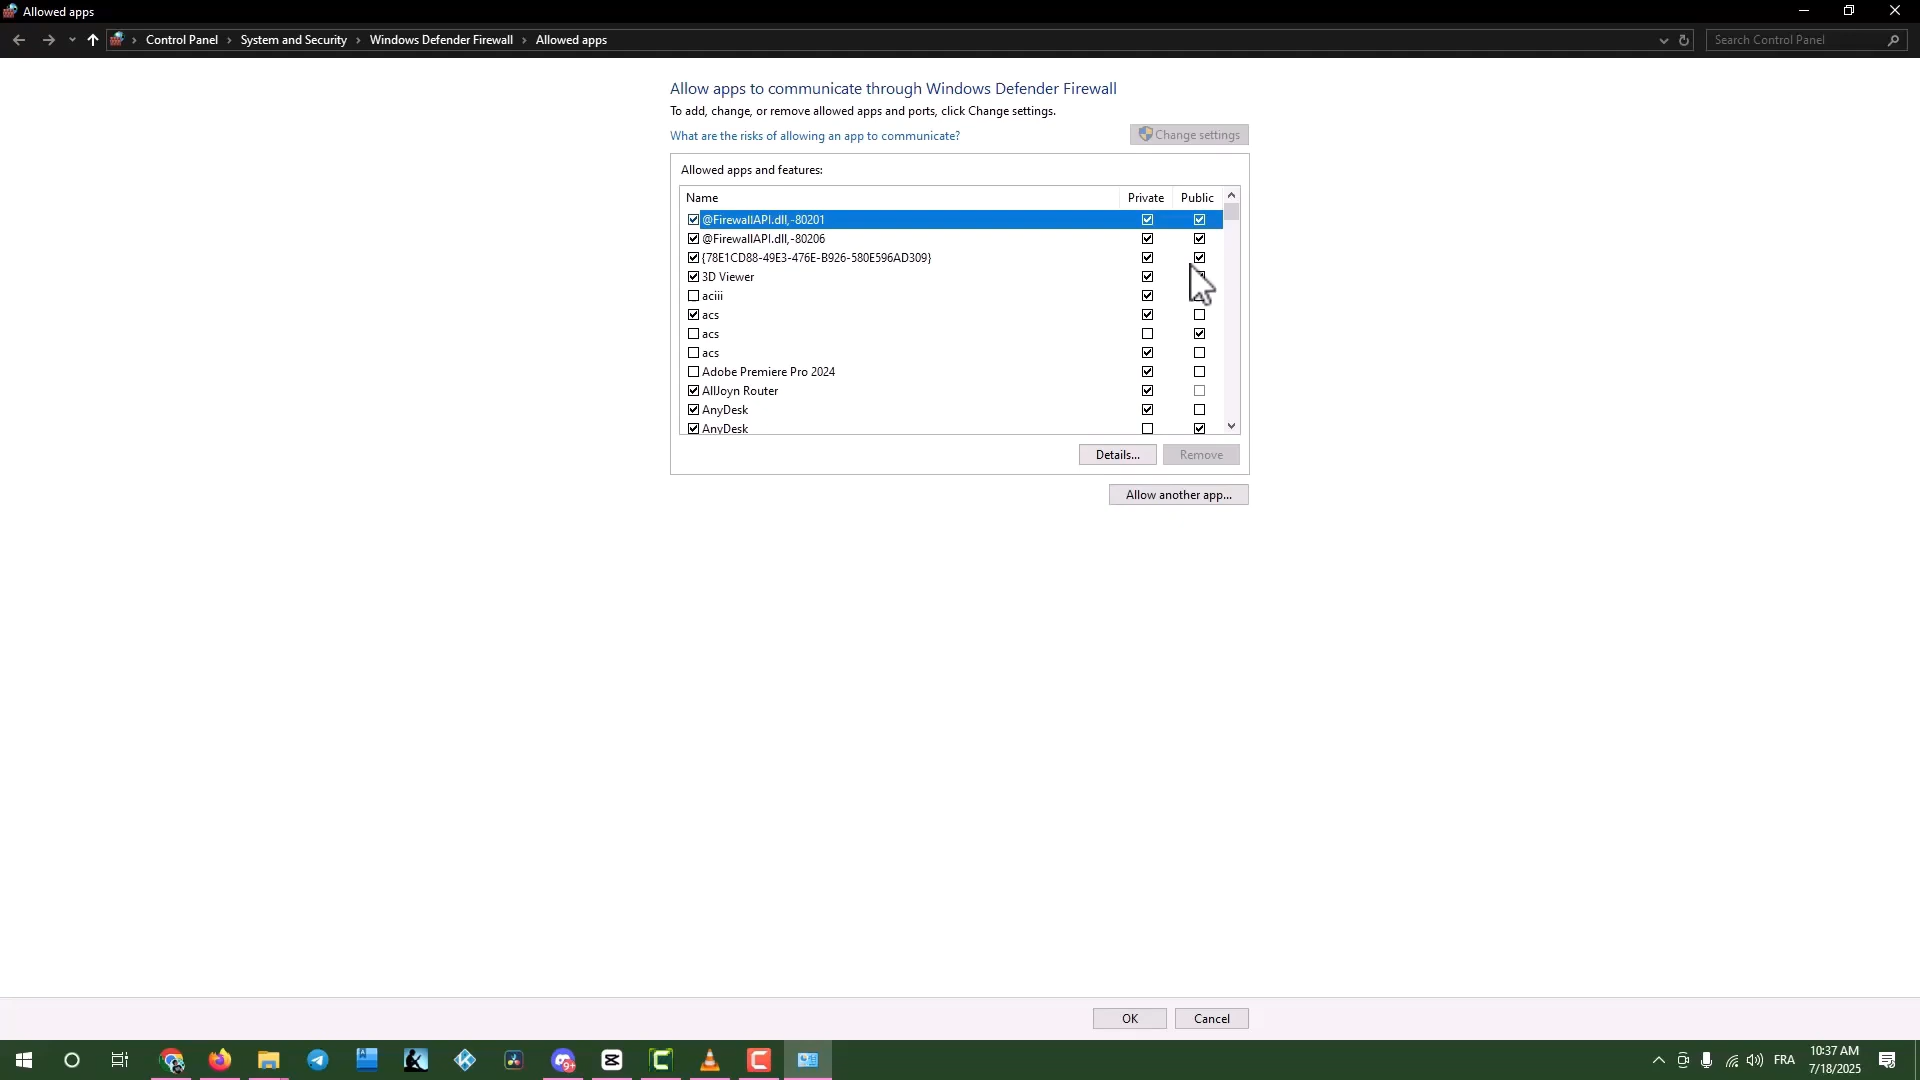 Allowed apps
Control Panel > System and Security > Windows Defender Firewall > Allowed apps
Search Control Panel
Allow apps to communicate through Windows Defender Firewall
To add, change, or remove allowed apps and ports, click Change settings.
What are the risks of allowing an app to communicate?
Change settings
Allowed apps and features:
Name Private Public
@FirewallAPI.dll,-80201
@FirewallAPI.dll,-80206
{78E1CD88-49E3-476E-B926-580E596AD309}
3D Viewer
aciii
acs
acs
acs
Adobe Premiere Pro 2024
AllJoyn Router
AnyDesk
AnyDesk
Details... Remove
Allow another app...
OK Cancel
9+
FRA
10:37 AM
7/18/2025